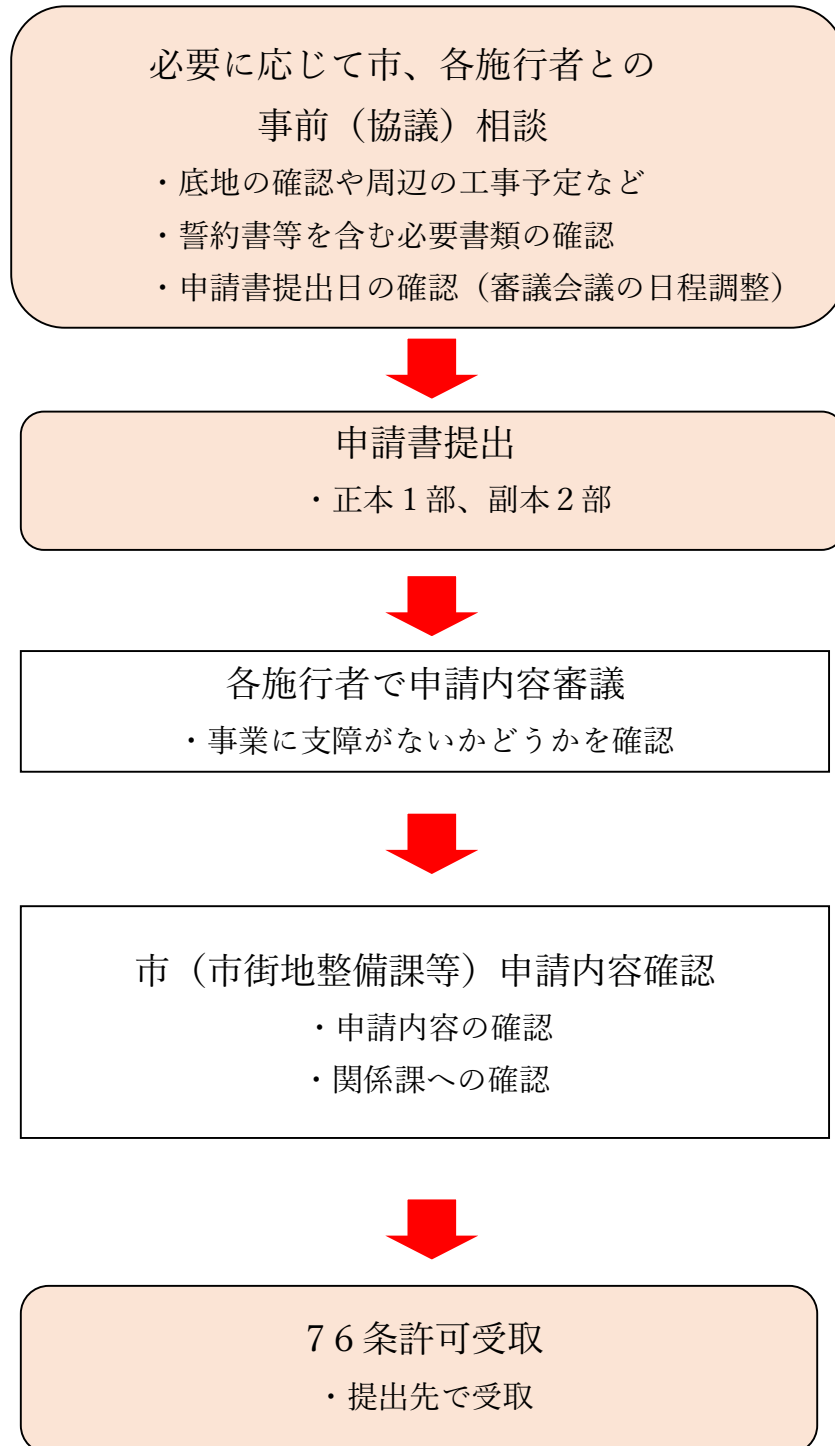 必要に応じて市、各施行者との
事前（協議）相談
・底地の確認や周辺の工事予定など
・誓約書等を含む必要書類の確認
・申請書提出日の確認（審議会議の日程調整）
申請書提出
・正本１部、副本２部
各施行者で申請内容審議
・事業に支障がないかどうかを確認
市（市街地整備課等）申請内容確認
・申請内容の確認
・関係課への確認
７６条許可受取
・提出先で受取